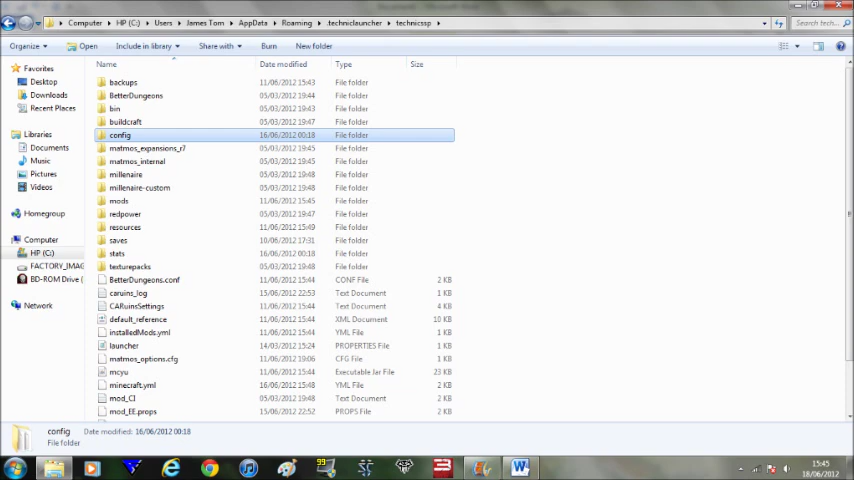 Computer ▸ HP (C:) ▸ Users ▸ James Tom ▸ AppData ▸ Roaming ▸ .techniclauncher ▸ technicssp ▸
Search tech...
Organize ▾ Open Include in library ▾ Share with ▾ Burn New folder
Name Date modified Type Size
Favorites
Desktop
Downloads
Recent Places
Libraries
Documents
Music
Pictures
Videos
Homegroup
Computer
HP (C:)
FACTORY_IMAG
BD-ROM Drive (
Network
backups 11/06/2012 15:43 File folder
BetterDungeons 05/03/2012 19:44 File folder
bin 05/03/2012 19:43 File folder
buildcraft 05/03/2012 19:47 File folder
config 16/06/2012 00:18 File folder
matmos_expansions_r7 05/03/2012 19:45 File folder
matmos_internal 05/03/2012 19:45 File folder
millenaire 05/03/2012 19:48 File folder
millenaire-custom 05/03/2012 19:48 File folder
mods 11/06/2012 15:45 File folder
redpower 05/03/2012 19:47 File folder
resources 11/06/2012 15:49 File folder
saves 10/06/2012 17:31 File folder
stats 16/06/2012 00:18 File folder
texturepacks 05/03/2012 19:48 File folder
BetterDungeons.conf 11/06/2012 15:44 CONF File 2 KB
caruins_log 15/06/2012 22:53 Text Document 1 KB
CARuinsSettings 11/06/2012 15:44 Text Document 4 KB
default_reference 11/06/2012 15:44 XML Document 10 KB
installedMods.yml 11/06/2012 15:44 YML File 2 KB
launcher 14/03/2012 15:24 PROPERTIES File 1 KB
matmos_options.cfg 11/06/2012 19:06 CFG File 1 KB
mcyu 11/06/2012 15:44 Executable Jar File 23 KB
minecraft.yml 16/06/2012 15:48 YML File 2 KB
mod_CI 05/03/2012 19:48 Text Document 2 KB
mod_EE.props 15/06/2012 22:52 PROPS File 2 KB
config Date modified: 16/06/2012 00:18
File folder
15:45
18/06/2012